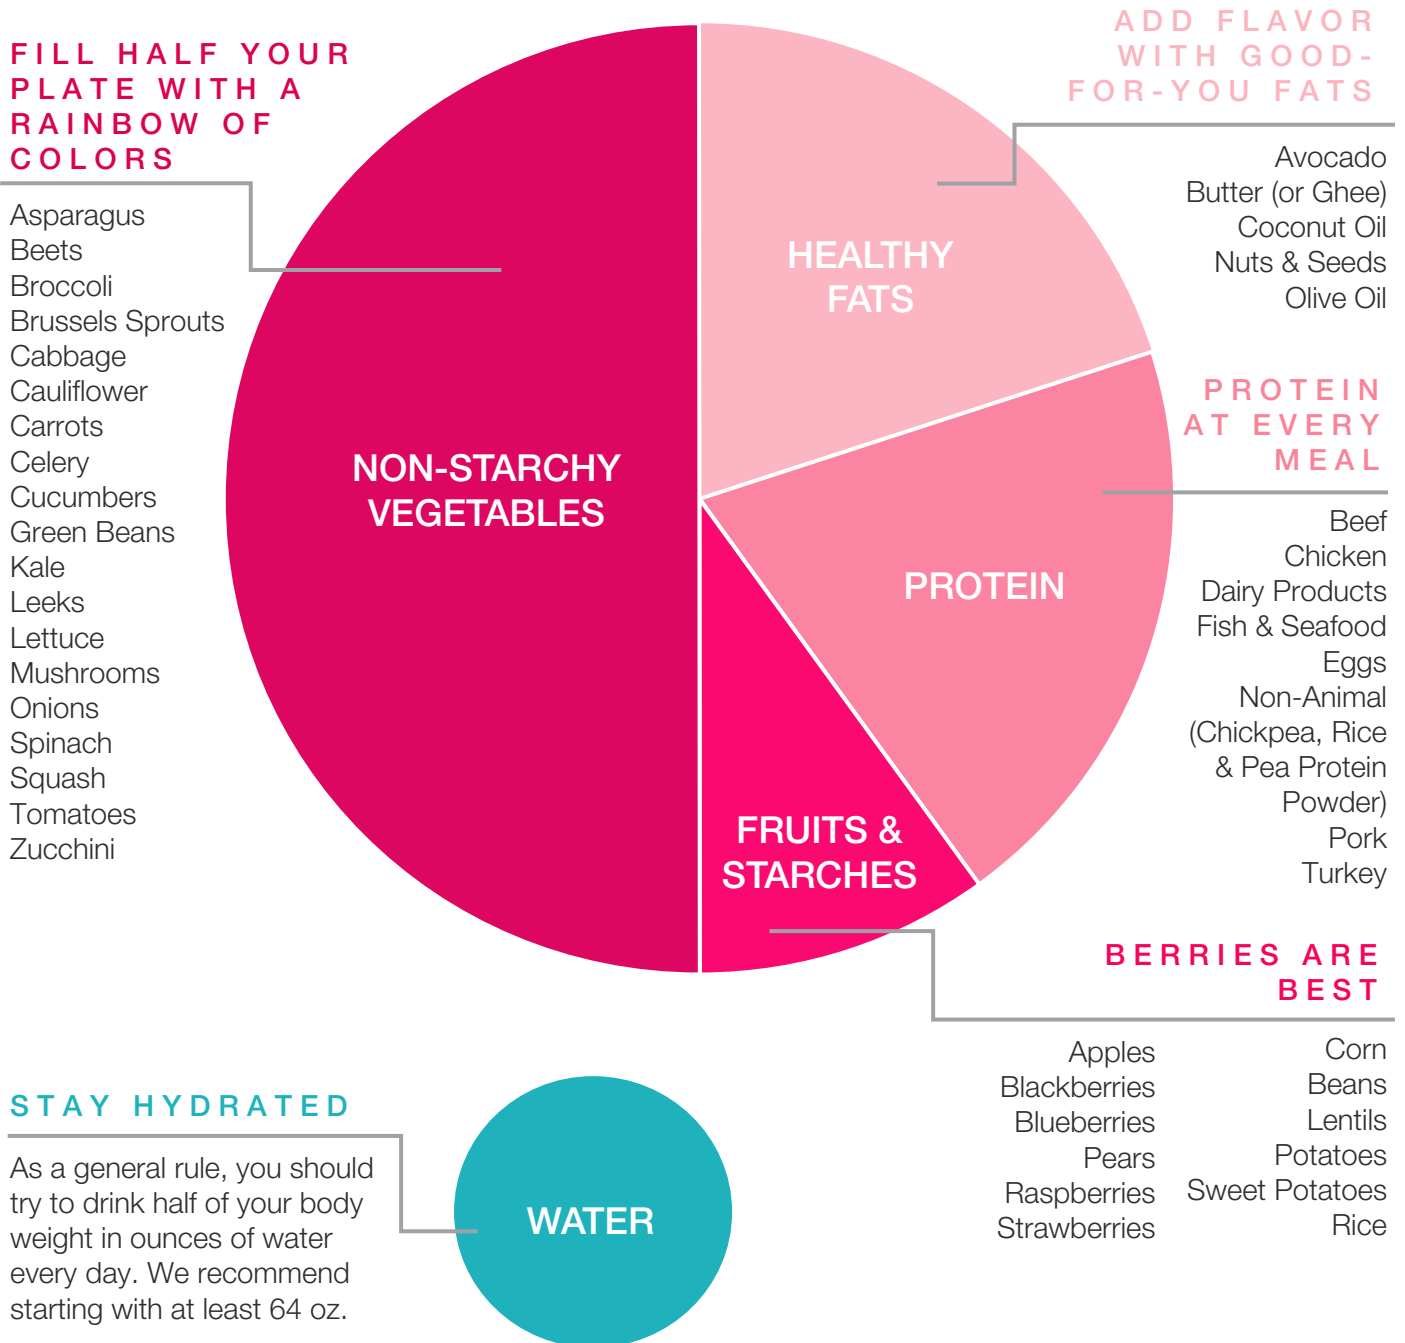 FILL HALF YOUR
PLATE WITH A
RAINBOW OF
COLORS
Asparagus
Beets
Broccoli
Brussels Sprouts
Cabbage
Cauliflower
Carrots
Celery
Cucumbers
Green Beans
Kale
Leeks
Lettuce
Mushrooms
Onions
Spinach
Squash
Tomatoes
Zucchini
NON-STARCHY
VEGETABLES
HEALTHY
FATS
PROTEIN
FRUITS &
STARCHES
ADD FLAVOR
WITH GOOD-
FOR-YOU FATS
Avocado
Butter (or Ghee)
Coconut Oil
Nuts & Seeds
Olive Oil
PROTEIN
AT EVERY
MEAL
Beef
Chicken
Dairy Products
Fish & Seafood
Eggs
Non-Animal
(Chickpea, Rice
& Pea Protein
Powder)
Pork
Turkey
BERRIES ARE
BEST
Apples
Blackberries
Blueberries
Pears
Raspberries
Strawberries
Corn
Beans
Lentils
Potatoes
Sweet Potatoes
Rice
STAY HYDRATED
As a general rule, you should
try to drink half of your body
weight in ounces of water
every day. We recommend
starting with at least 64 oz.
WATER